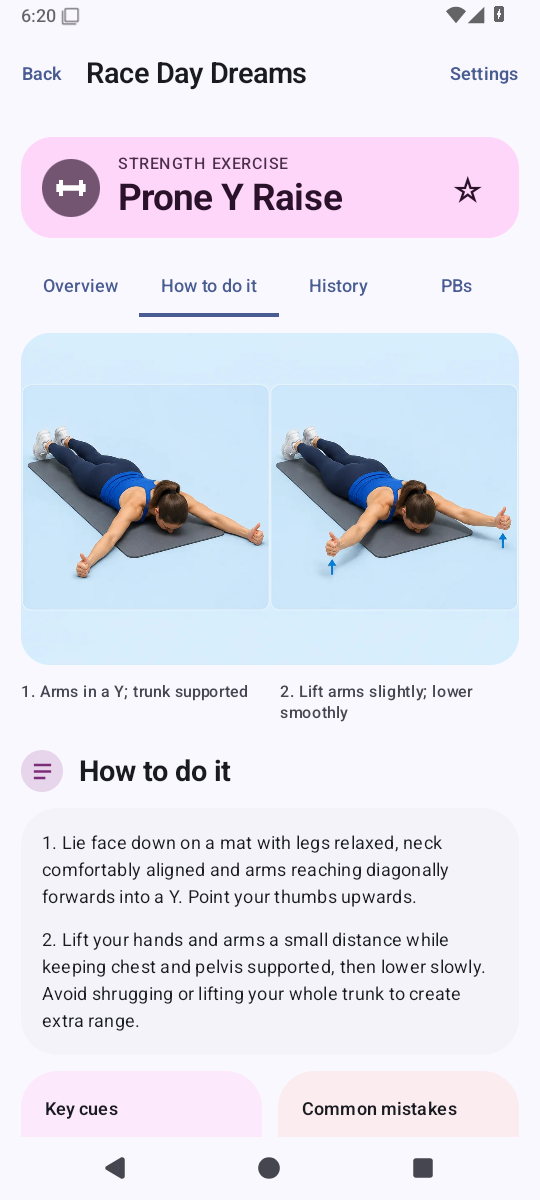 6:20
Back
Race Day Dreams
Settings
STRENGTH EXERCISE
Prone Y Raise
Overview
How to do it
History
PBs
1. Arms in a Y; trunk supported
2. Lift arms slightly; lower
smoothly
How to do it
1. Lie face down on a mat with legs relaxed, neck
comfortably aligned and arms reaching diagonally
forwards into a Y. Point your thumbs upwards.
2. Lift your hands and arms a small distance while
keeping chest and pelvis supported, then lower slowly.
Avoid shrugging or lifting your whole trunk to create
extra range.
Key cues
Common mistakes